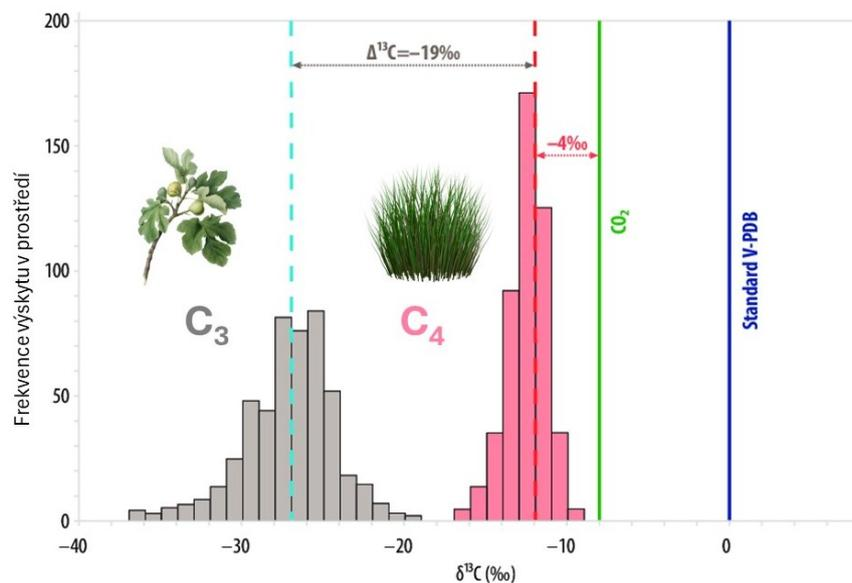 200
Δ¹³C=−19‰
150
−4‰
CO₂
Standard V-PDB
Frekvence výskytu v prostředí
100
C₃
C₄
50
0
−40
−30
−20
−10
0
δ¹³C (‰)